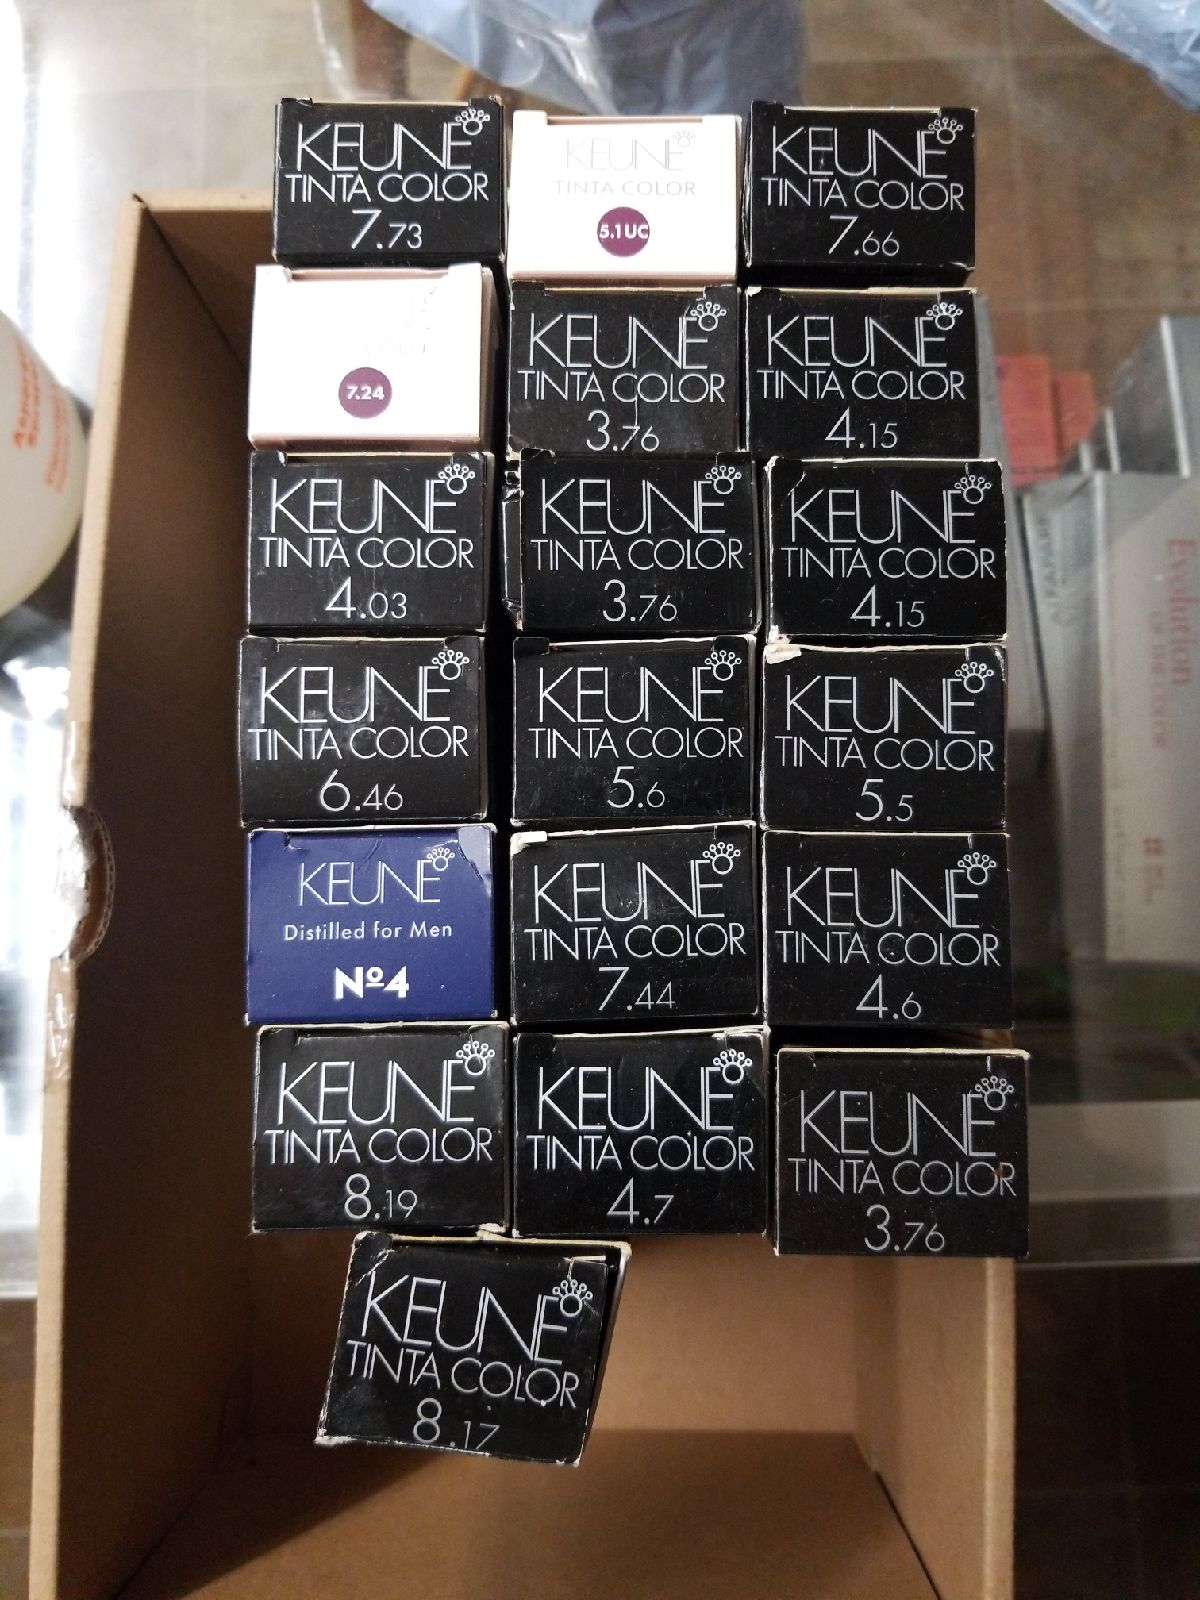 KEUNE
TINTA COLOR
7.73
KEUNE
TINTA COLOR
5.1UC
KEUNE
TINTA COLOR
7.66
7.24
KEUNE
TINTA COLOR
3.76
KEUNE
TINTA COLOR
4.15
KEUNE
TINTA COLOR
4.03
KEUNE
TINTA COLOR
3.76
KEUNE
TINTA COLOR
4.15
KEUNE
TINTA COLOR
6.46
KEUNE
TINTA COLOR
5.6
KEUNE
TINTA COLOR
5.5
KEUNE
Distilled for Men
Nº4
KEUNE
TINTA COLOR
7.44
KEUNE
TINTA COLOR
4.6
KEUNE
TINTA COLOR
8.19
KEUNE
TINTA COLOR
4.7
KEUNE
TINTA COLOR
3.76
KEUNE
TINTA COLOR
8.17
Evolution